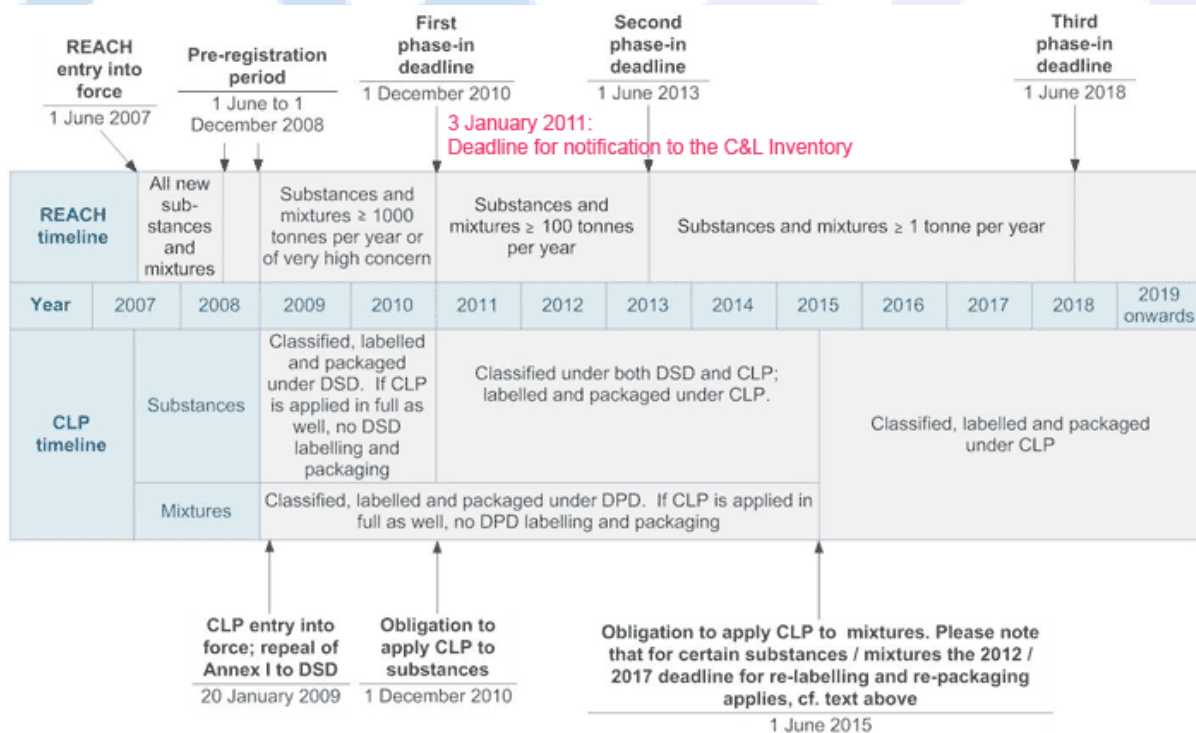 REACH
entry into
force
1 June 2007
Pre-registration
period
1 June to 1
December 2008
First
phase-in
deadline
1 December 2010
Second
phase-in
deadline
1 June 2013
Third
phase-in
deadline
1 June 2018
3 January 2011:
Deadline for notification to the C&L Inventory
REACH
timeline
All new
sub-
stances
and
mixtures
Substances and
mixtures ≥ 1000
tonnes per year or
of very high concern
Substances and
mixtures ≥ 100 tonnes
per year
Substances and mixtures ≥ 1 tonne per year
Year
2007
2008
2009
2010
2011
2012
2013
2014
2015
2016
2017
2018
2019
onwards
CLP
timeline
Substances
Classified, labelled
and packaged
under DSD. If CLP
is applied in full as
well, no DSD
labelling and
packaging
Classified under both DSD and CLP;
labelled and packaged under CLP.
Classified, labelled and packaged
under CLP
Mixtures
Classified, labelled and packaged under DPD. If CLP is applied in
full as well, no DPD labelling and packaging
CLP entry into
force; repeal of
Annex I to DSD
20 January 2009
Obligation to
apply CLP to
substances
1 December 2010
Obligation to apply CLP to mixtures. Please note
that for certain substances / mixtures the 2012 /
2017 deadline for re-labelling and re-packaging
applies, cf. text above
1 June 2015